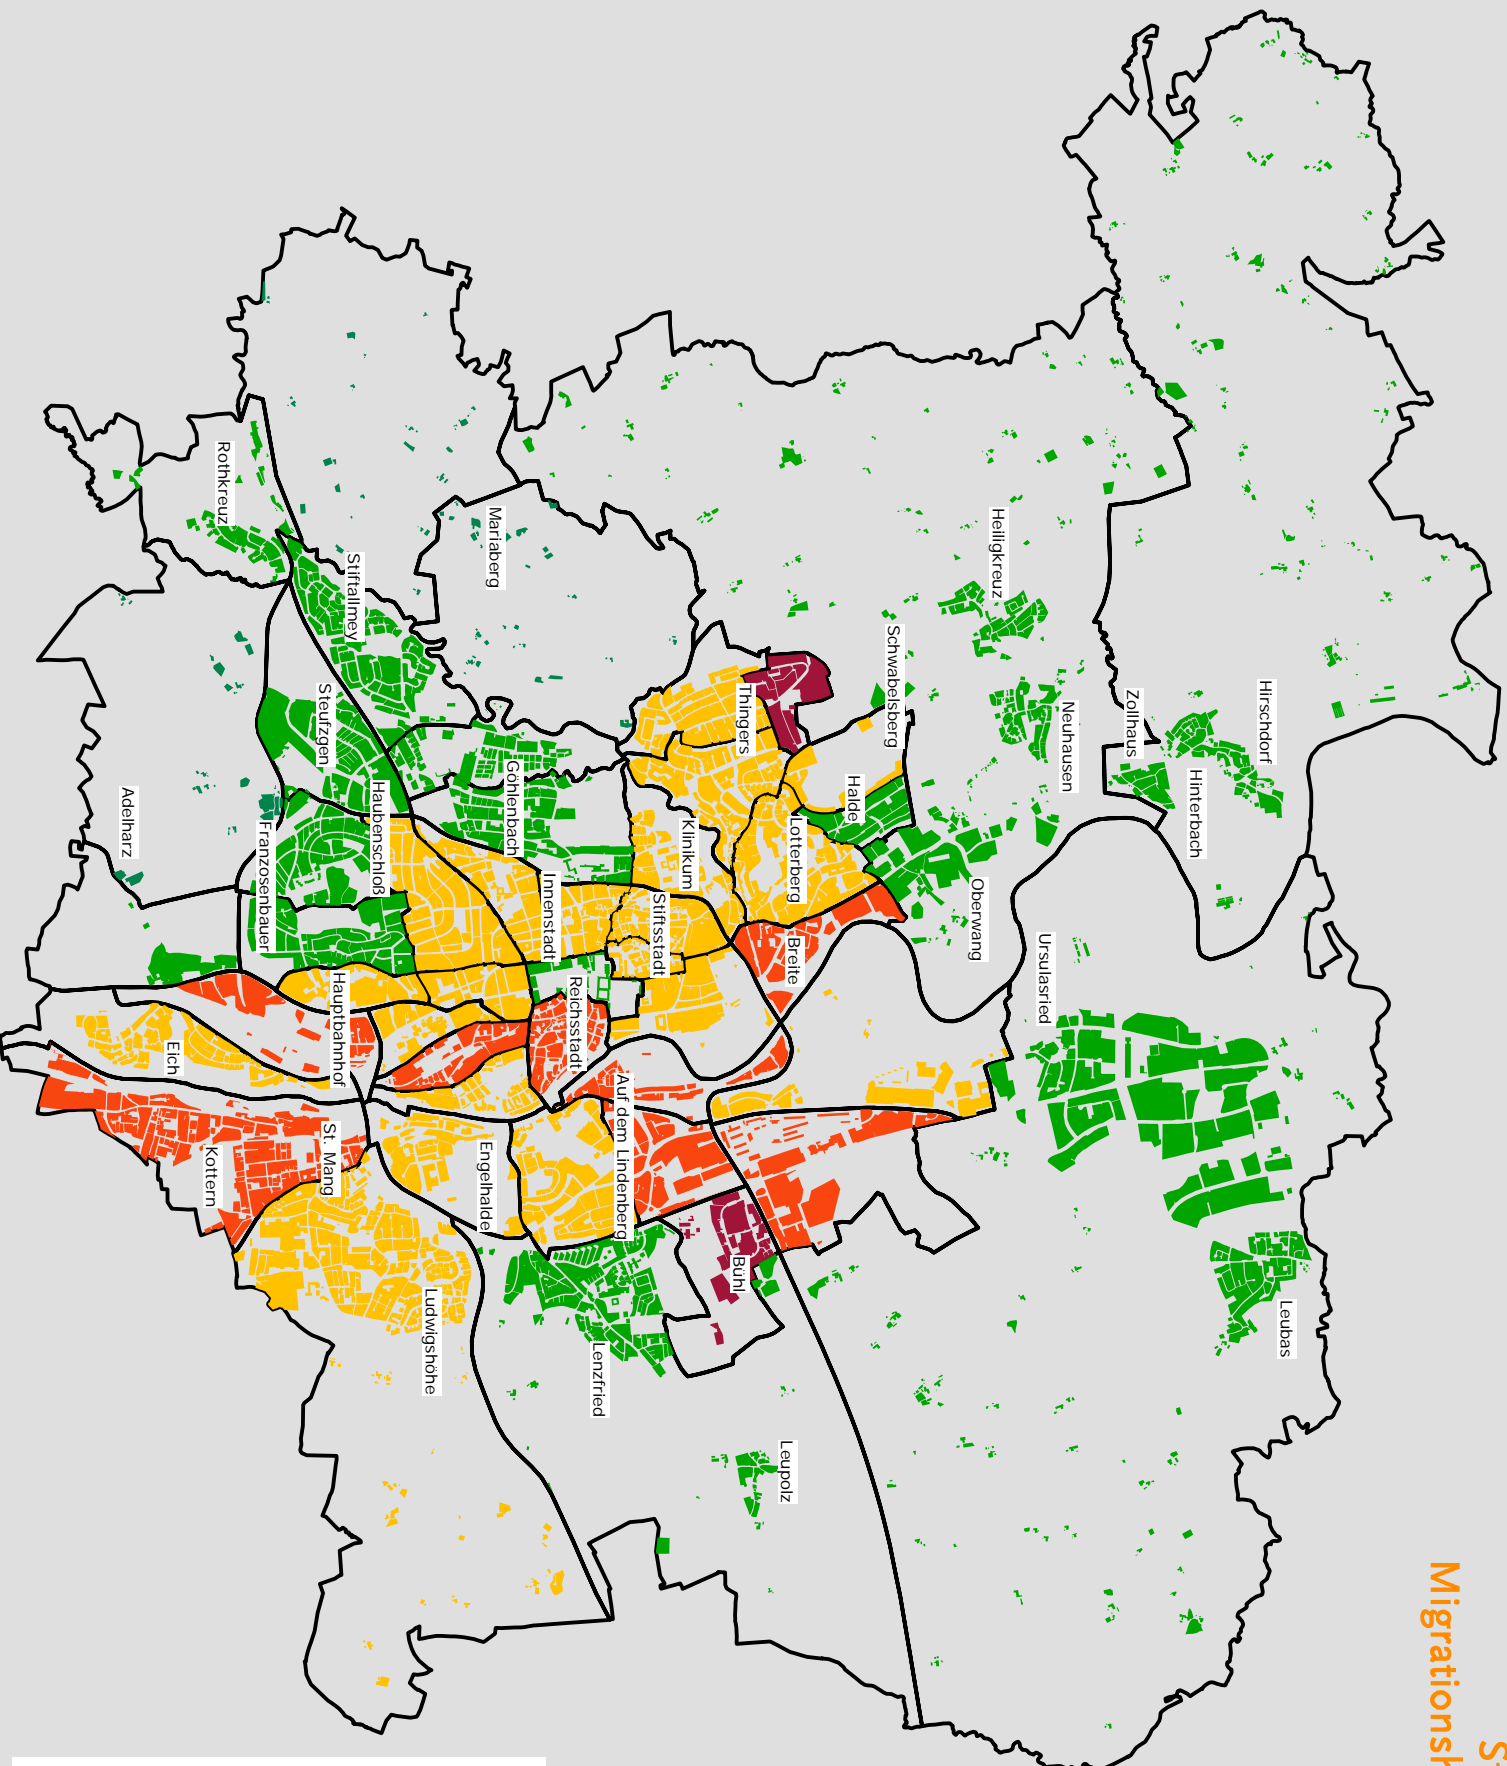 Migrationsh
Leubas
Hirschdorf
Hinterbach
Zollhaus
Neuhausen
Ursulasried
Heiligkreuz
Oberwang
Schwabelsberg
Halde
Lotterberg
Breite
Leupolz
Thingers
Bühl
Klinikum
Stiftsstadt
Auf dem Lindenberg
Lenzfried
Reichsstadt
Innenstadt
Göhlenbach
Mariaberg
Engelhalde
Ludwigshöhe
Haubenschloß
Stiftallmey
Hauptbahnhof
St. Mang
Steufzgen
Franzosenbauer
Rothkreuz
Kottern
Eich
Adelharz